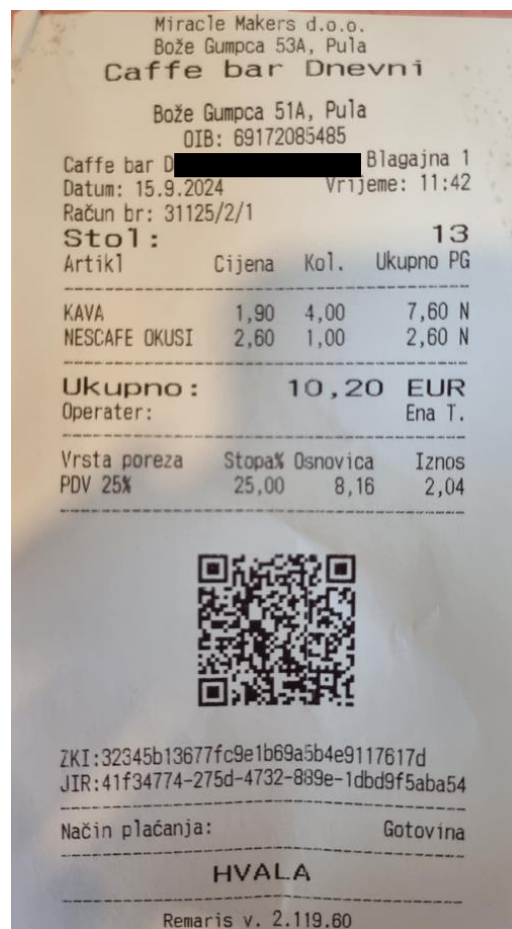 Miracle Makers d.o.o.
Bože Gumpca 53A, Pula
Caffe bar Dnevni
Bože Gumpca 51A, Pula
OIB: 69172085485
Caffe bar D Blagajna 1
Datum: 15.9.2024 Vrijeme: 11:42
Račun br: 31125/2/1
Stol: 13
Artikl Cijena Kol. Ukupno PG
KAVA 1,90 4,00 7,60 N
NESCAFE OKUSI 2,60 1,00 2,60 N
Ukupno: 10,20 EUR
Operater: Ena T.
Vrsta poreza Stopa% Osnovica Iznos
PDV 25% 25,00 8,16 2,04
ZKI:32345b13677fc9e1b69a5b4e9117617d
JIR:41f34774-275d-4732-889e-1dbd9f5aba54
Način plaćanja: Gotovina
HVALA
Remaris v. 2.119.60